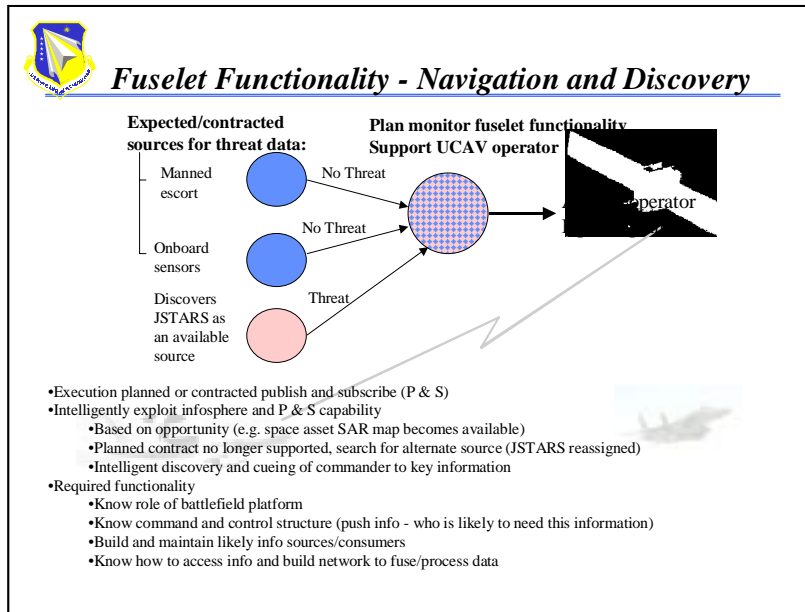 Fuselet Functionality - Navigation and Discovery
Expected/contracted
sources for threat data:
Plan monitor fuselet functionality
Support UCAV operator
Manned
escort
No Threat
operator
Onboard
sensors
No Threat
Discovers
JSTARS as
an available
source
Threat
•Execution planned or contracted publish and subscribe (P & S)
•Intelligently exploit infosphere and P & S capability
•Based on opportunity (e.g. space asset SAR map becomes available)
•Planned contract no longer supported, search for alternate source (JSTARS reassigned)
•Intelligent discovery and cueing of commander to key information
•Required functionality
•Know role of battlefield platform
•Know command and control structure (push info - who is likely to need this information)
•Build and maintain likely info sources/consumers
•Know how to access info and build network to fuse/process data